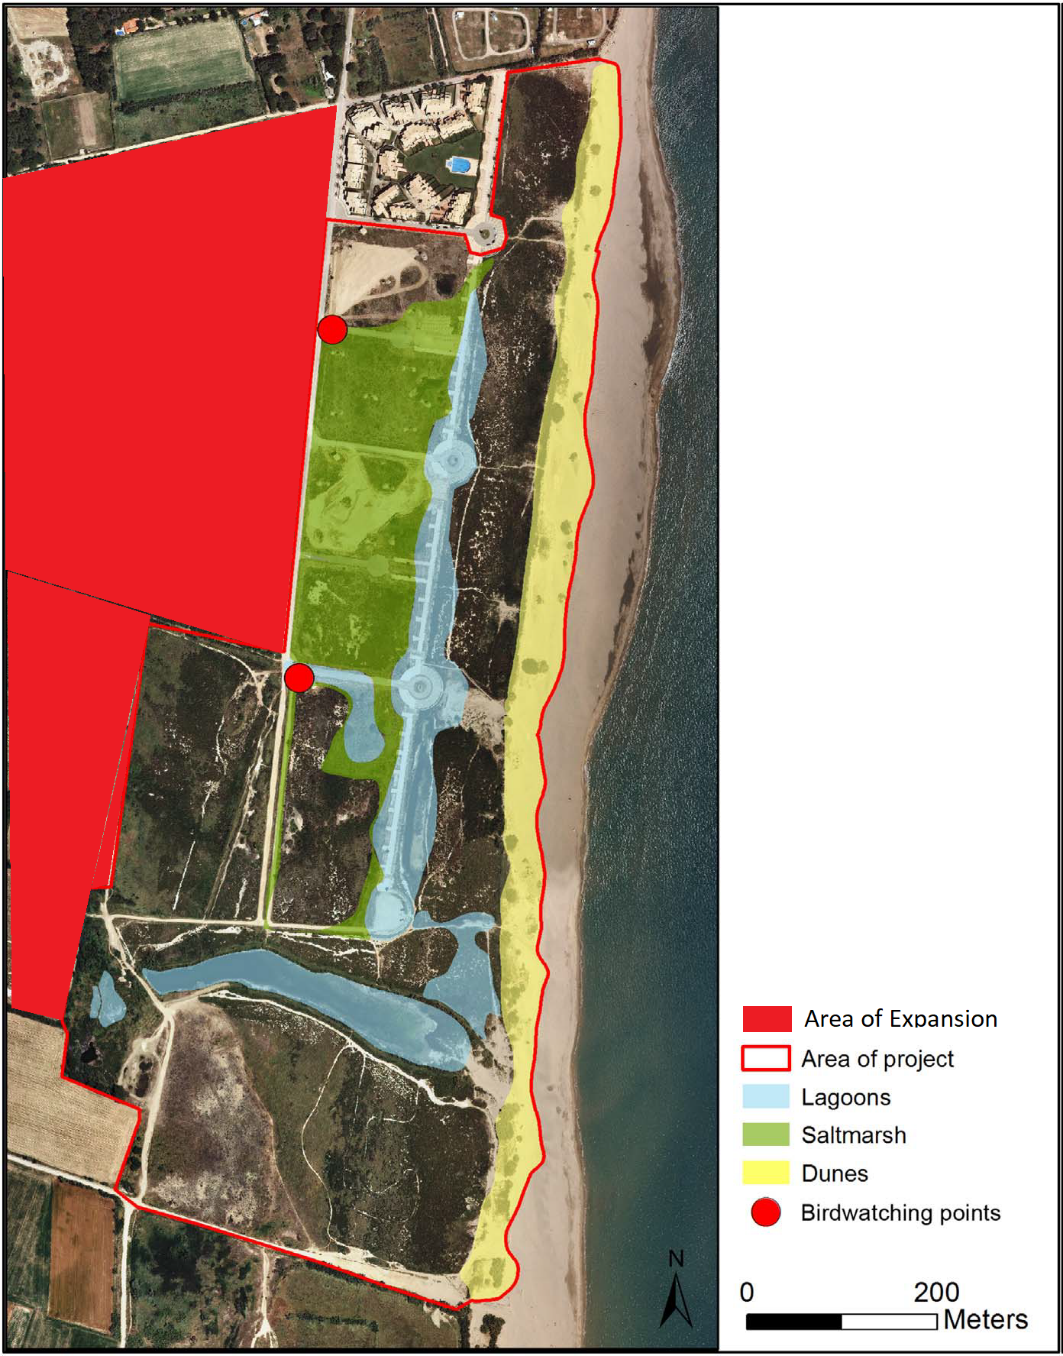 Area of Expansion
Area of project
Lagoons
Saltmarsh
Dunes
Birdwatching points
N
0 200
Meters